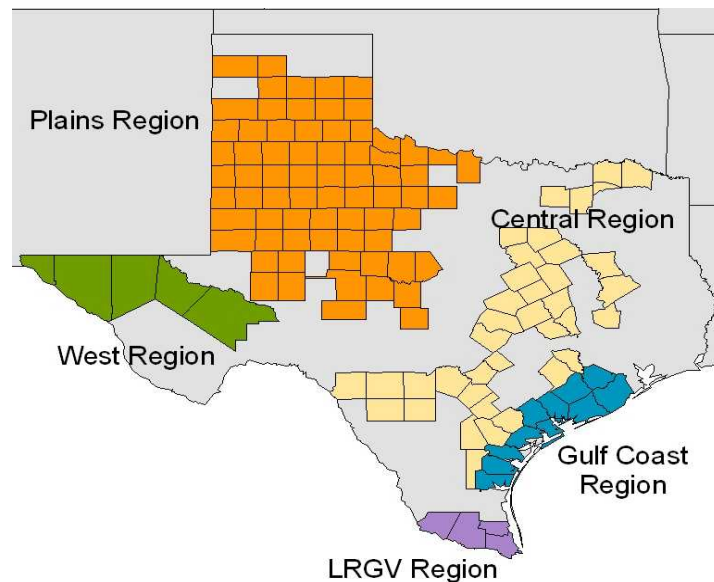 Plains Region
Central Region
West Region
Gulf Coast
Region
LRGV Region